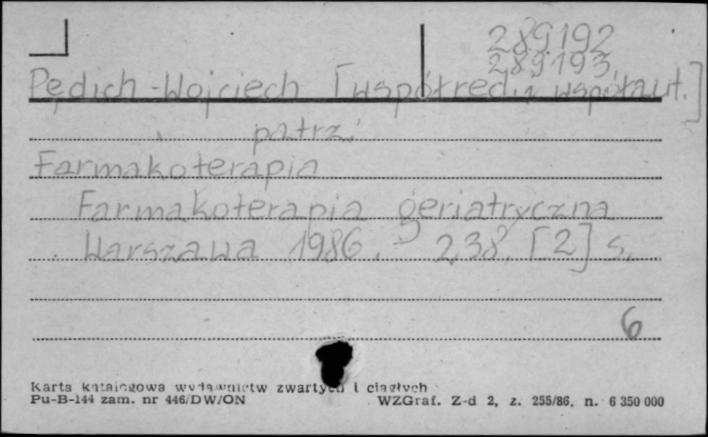 289192
289193
Pędich Wojciech [współred. i współaut.]
patrz:
Farmakoterapia
Farmakoterapia geriatryczna
Warszawa 1986. 238, [2] s.
6
Karta katalogowa wydawnictw zwartych i ciągłych
Pu-B-144 zam. nr 446/DW/ON WZGraf. Z-d 2, z. 255/86, n. 6 350 000